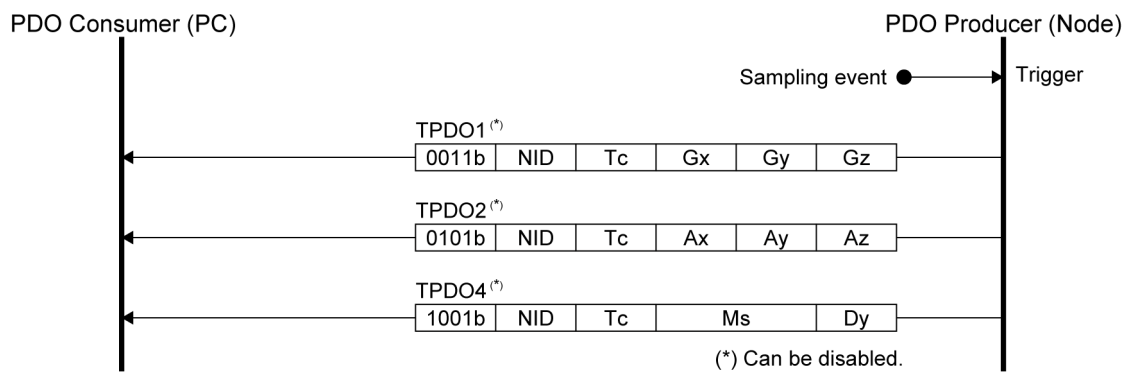 PDO Consumer (PC) PDO Producer (Node)
Sampling event Trigger
TPDO1 (*)
0011b NID Tc Gx Gy Gz
TPDO2 (*)
0101b NID Tc Ax Ay Az
TPDO4 (*)
1001b NID Tc Ms Dy
(*) Can be disabled.